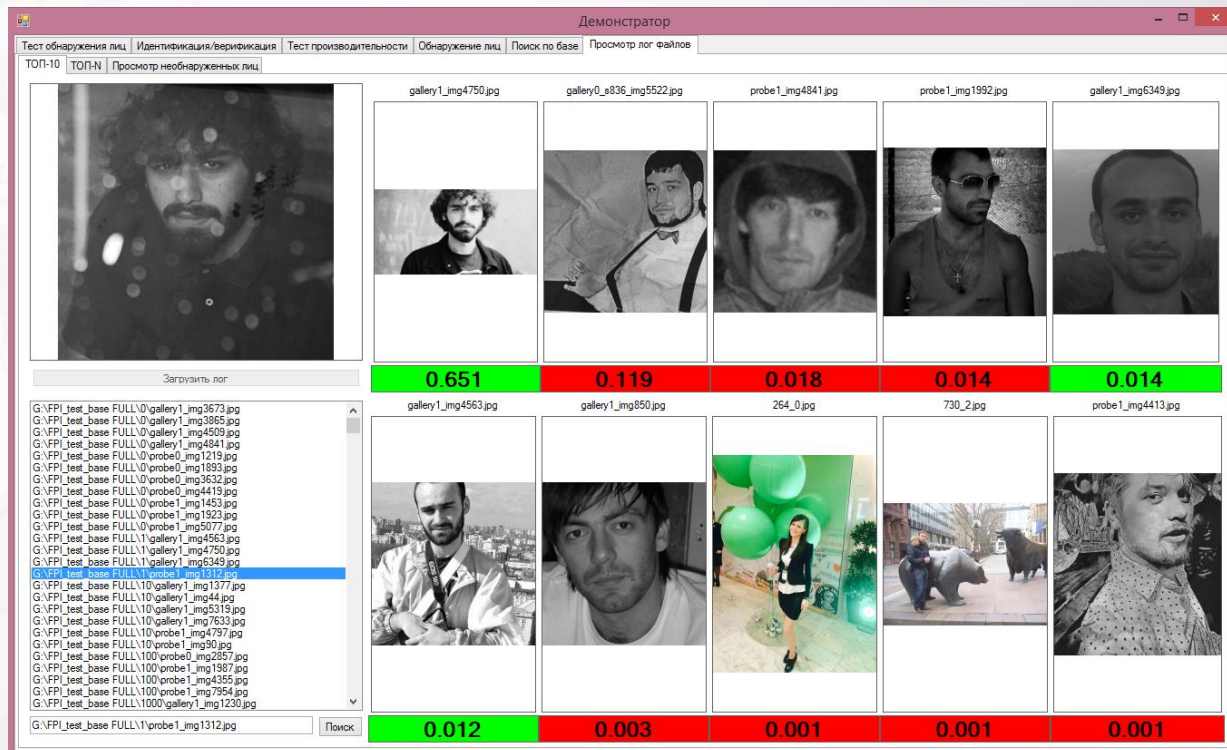 Демонстратор
Тест обнаружения лиц Идентификация/верификация Тест производительности Обнаружение лиц Поиск по базе Просмотр лог файлов
ТОП-10 ТОП-N Просмотр необнаруженных лиц
gallery1_img4750.jpg gallery0_s836_img5522.jpg probe1_img4841.jpg probe1_img1992.jpg gallery1_img6349.jpg
0.651 0.119 0.018 0.014 0.014
Загрузить лог
gallery1_img4563.jpg gallery1_img850.jpg 264_0.jpg 730_2.jpg probe1_img4413.jpg
0.012 0.003 0.001 0.001 0.001
G:\FPI_test_base FULL\0\gallery1_img3673.jpg
G:\FPI_test_base FULL\0\gallery1_img3865.jpg
G:\FPI_test_base FULL\0\gallery1_img4509.jpg
G:\FPI_test_base FULL\0\gallery1_img4841.jpg
G:\FPI_test_base FULL\0\probe0_img1219.jpg
G:\FPI_test_base FULL\0\probe0_img1893.jpg
G:\FPI_test_base FULL\0\probe0_img3632.jpg
G:\FPI_test_base FULL\0\probe0_img4419.jpg
G:\FPI_test_base FULL\0\probe1_img1453.jpg
G:\FPI_test_base FULL\0\probe1_img1923.jpg
G:\FPI_test_base FULL\0\probe1_img5077.jpg
G:\FPI_test_base FULL\1\gallery1_img4563.jpg
G:\FPI_test_base FULL\1\gallery1_img4750.jpg
G:\FPI_test_base FULL\1\gallery1_img6349.jpg
G:\FPI_test_base FULL\1\probe1_img1312.jpg
G:\FPI_test_base FULL\10\gallery1_img1377.jpg
G:\FPI_test_base FULL\10\gallery1_img44.jpg
G:\FPI_test_base FULL\10\gallery1_img5319.jpg
G:\FPI_test_base FULL\10\gallery1_img7633.jpg
G:\FPI_test_base FULL\10\probe1_img4797.jpg
G:\FPI_test_base FULL\10\probe1_img90.jpg
G:\FPI_test_base FULL\100\probe0_img2857.jpg
G:\FPI_test_base FULL\100\probe1_img1987.jpg
G:\FPI_test_base FULL\100\probe1_img4355.jpg
G:\FPI_test_base FULL\100\probe1_img7954.jpg
G:\FPI_test_base FULL\1000\gallery1_img1230.jpg
G:\FPI_test_base FULL\1\probe1_img1312.jpg Поиск